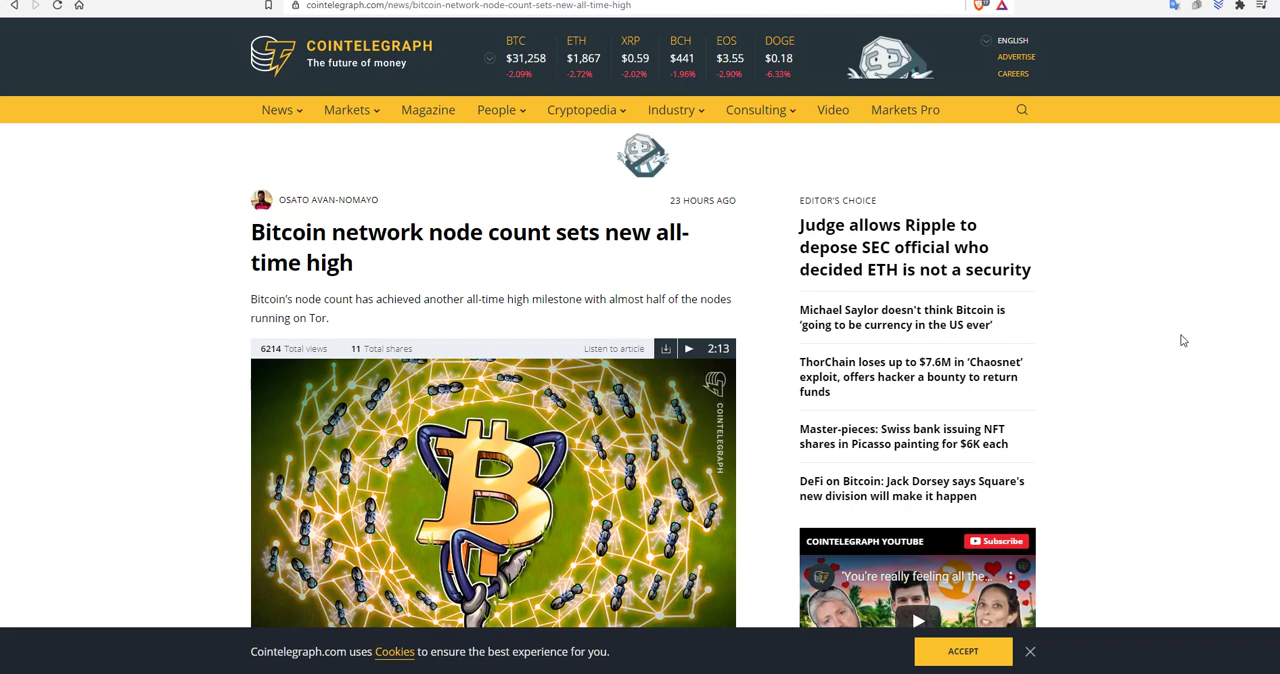 cointelegraph.com/news/bitcoin-network-node-count-sets-new-all-time-high
COINTELEGRAPH
The future of money
BTC ETH XRP BCH EOS DOGE
$31,258 $1,867 $0.59 $441 $3.55 $0.18
-2.09% -2.72% -2.02% -1.96% -2.90% -6.33%
ENGLISH
ADVERTISE
CAREERS
News Markets Magazine People Cryptopedia Industry Consulting Video Markets Pro
OSATO AVAN-NOMAYO 23 HOURS AGO
Bitcoin network node count sets new all-
time high
Bitcoin's node count has achieved another all-time high milestone with almost half of the nodes
running on Tor.
6214 Total views 11 Total shares Listen to article 2:13
COINTELEGRAPH
EDITOR'S CHOICE
Judge allows Ripple to
depose SEC official who
decided ETH is not a security
Michael Saylor doesn't think Bitcoin is
‘going to be currency in the US ever’
ThorChain loses up to $7.6M in ‘Chaosnet’
exploit, offers hacker a bounty to return
funds
Master-pieces: Swiss bank issuing NFT
shares in Picasso painting for $6K each
DeFi on Bitcoin: Jack Dorsey says Square's
new division will make it happen
COINTELEGRAPH YOUTUBE Subscribe
'You're really feeling all the...
Cointelegraph.com uses Cookies to ensure the best experience for you.
ACCEPT